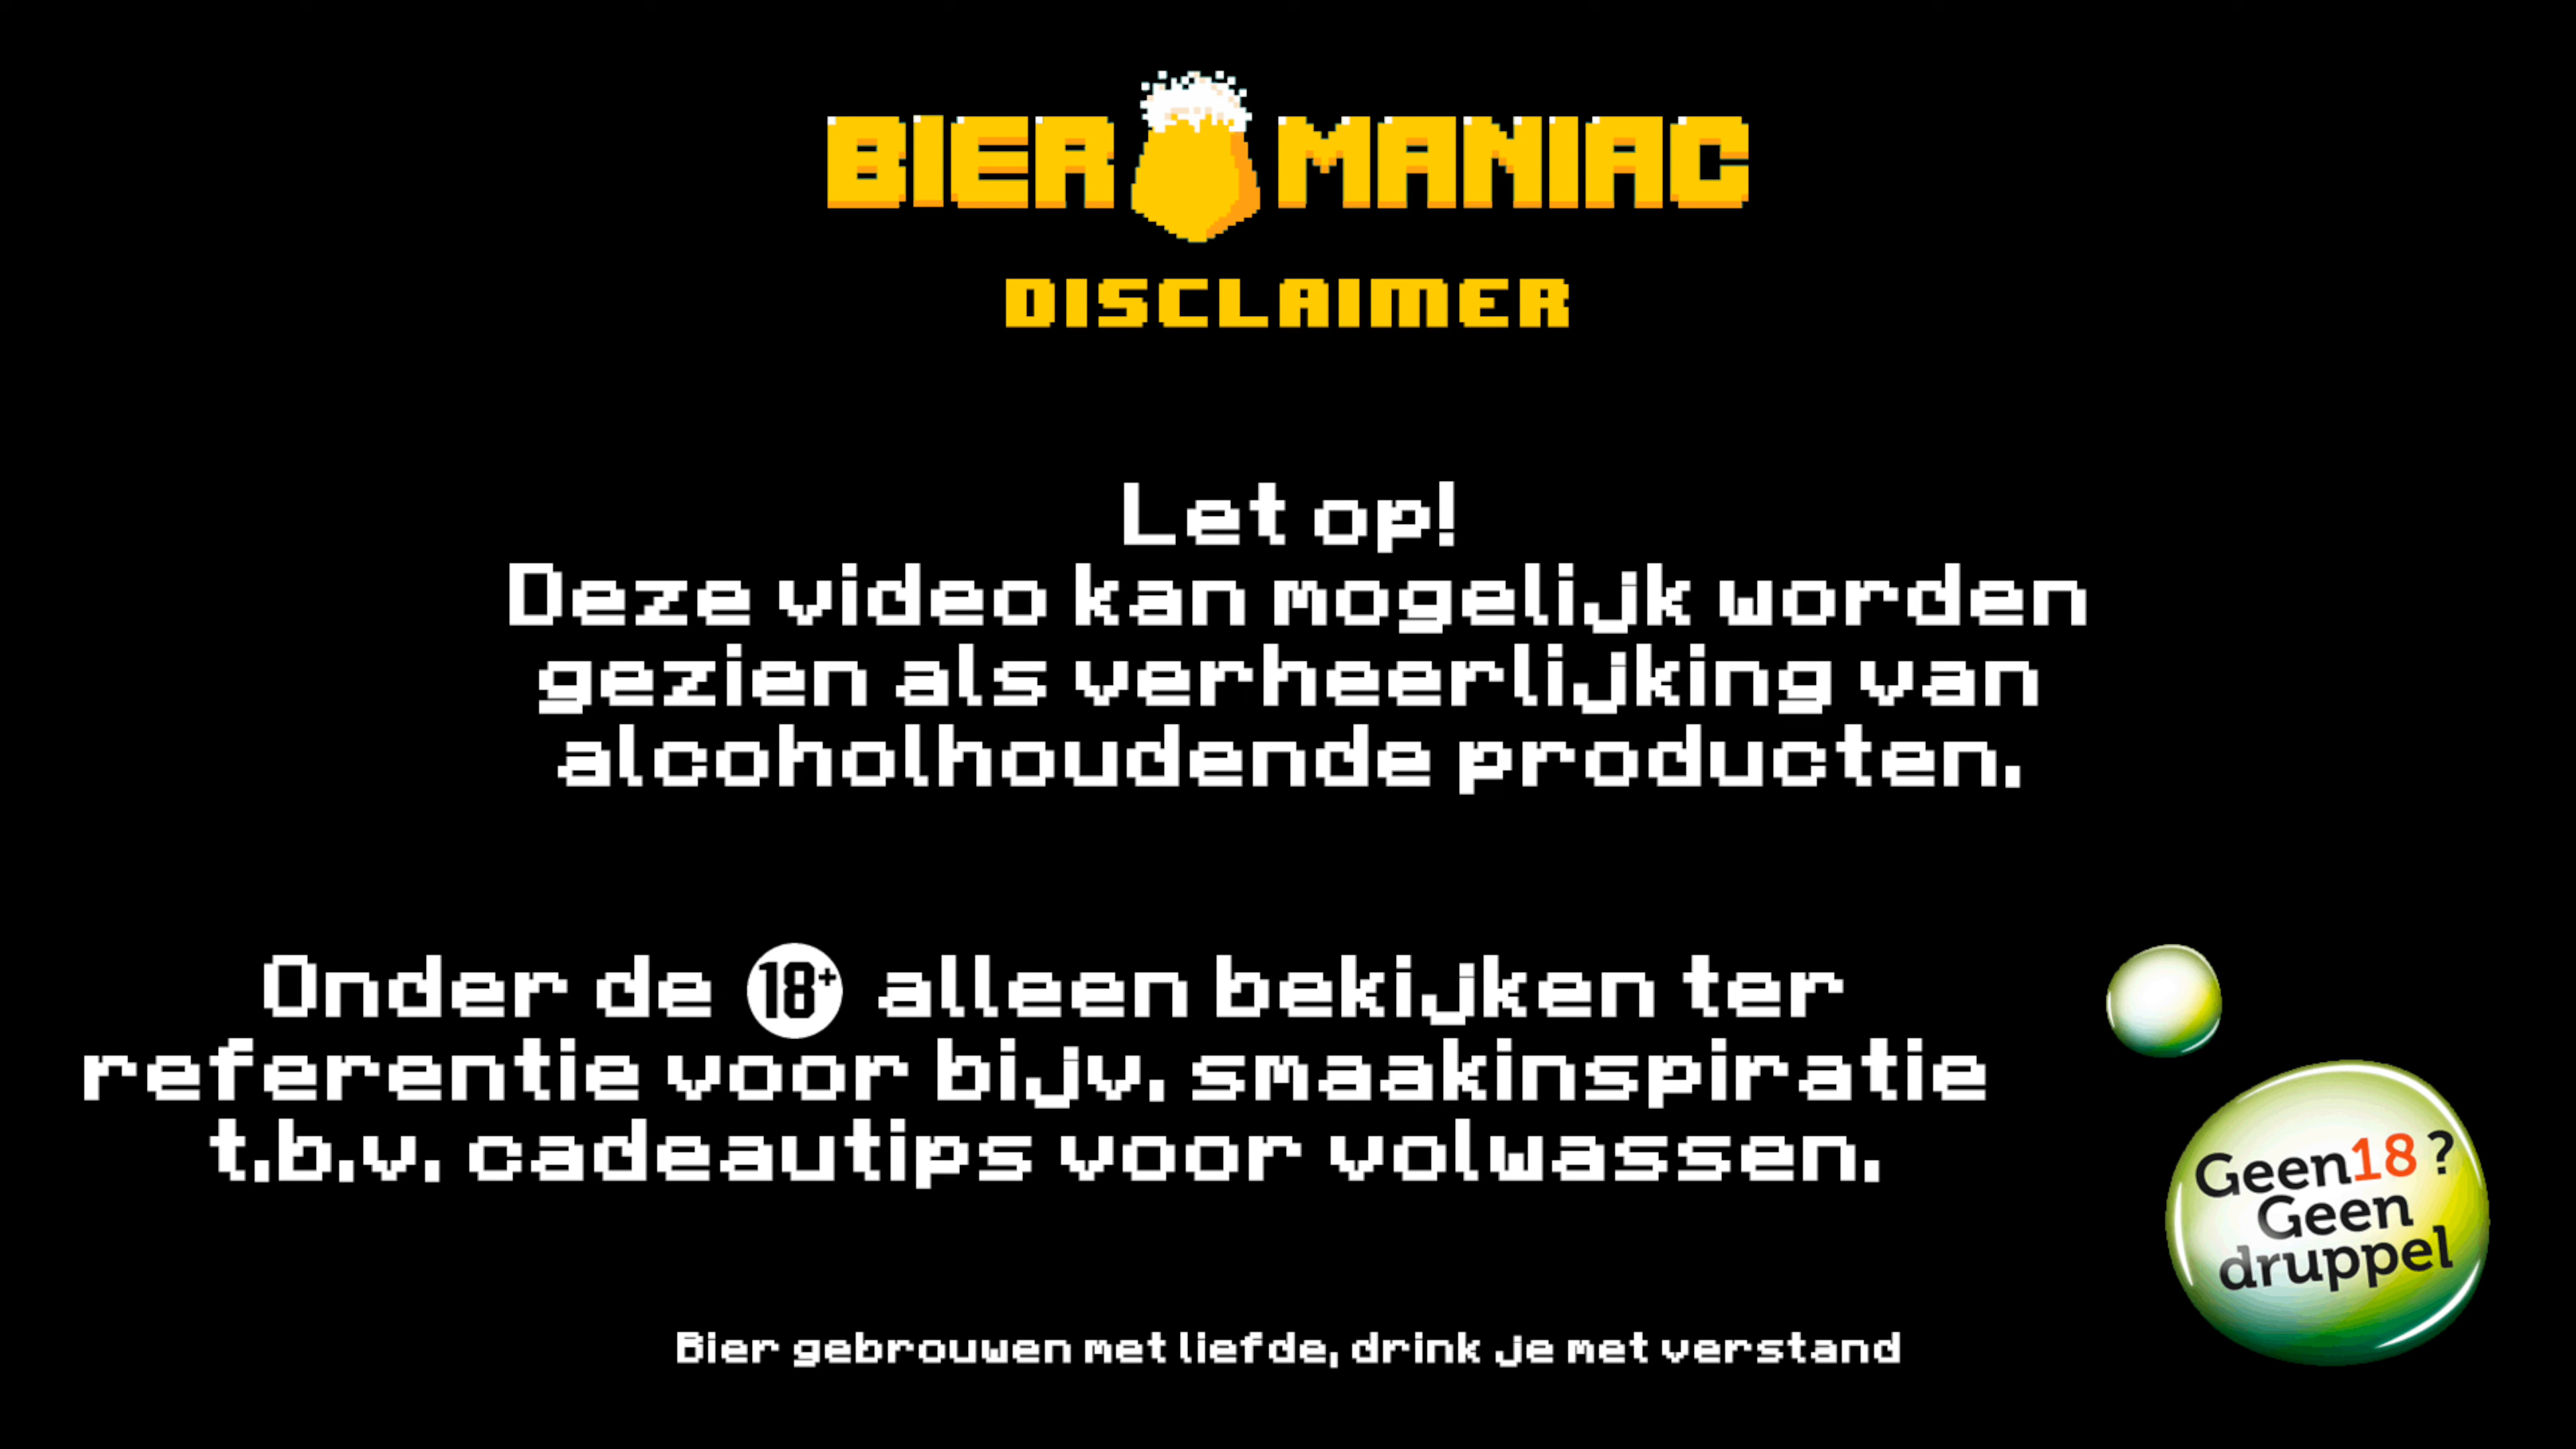 BIER MANIAC
DISCLAIMER
Let op!
Deze video kan mogelijk worden
gezien als verheerlijking van
alcoholhoudende producten.
Onder de 18+ alleen bekijken ter
referentie voor bijv. smaakinspiratie
t.b.v. cadeautips voor volwassen.
Geen18?
Geen
druppel
Bier gebrouwen met liefde, drink je met verstand